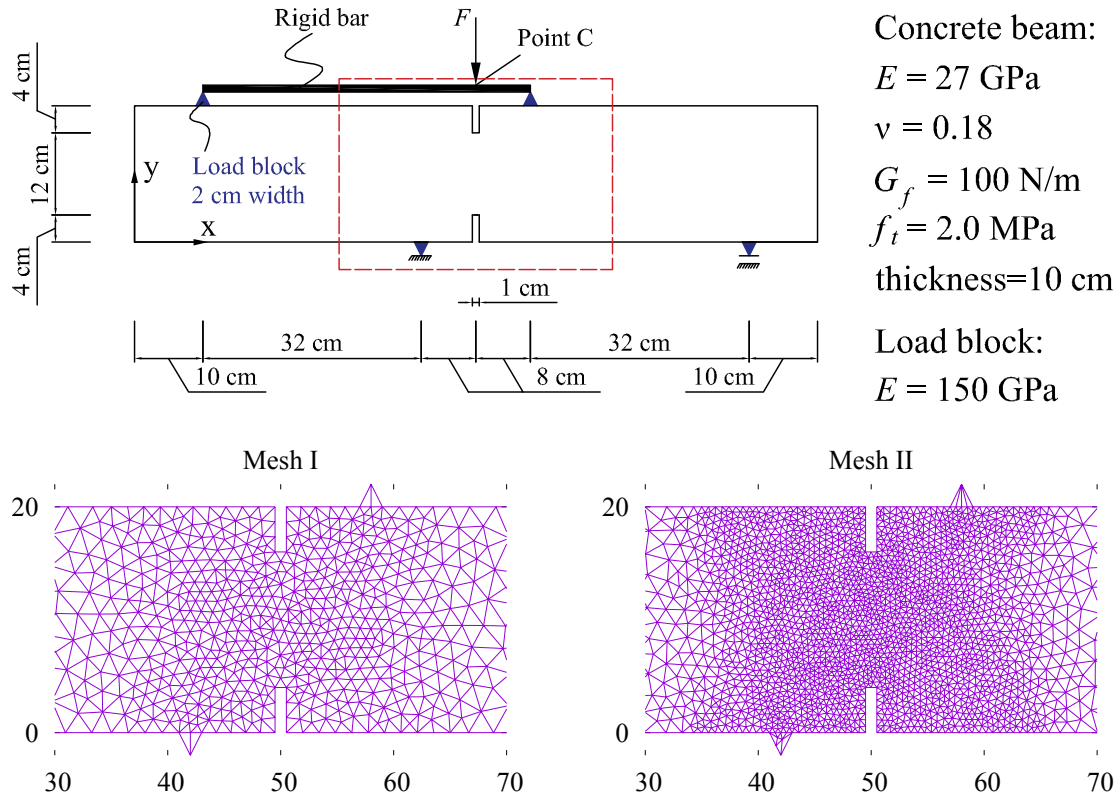 Rigid bar
F
Point C
4 cm
12 cm
4 cm
Load block
2 cm width
y
x
1 cm
32 cm
32 cm
10 cm
8 cm
10 cm
Concrete beam:
E = 27 GPa
ν = 0.18
G_f = 100 N/m
f_t = 2.0 MPa
thickness=10 cm
Load block:
E = 150 GPa
Mesh I
20
0
30 40 50 60 70
Mesh II
20
0
30 40 50 60 70